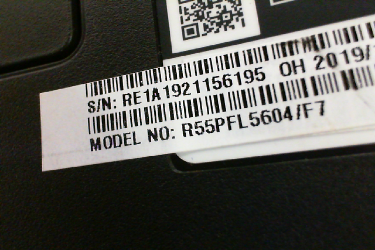 S/N: RE1A1921156195 OH 2019/
MODEL NO: R55PFL5604/F7